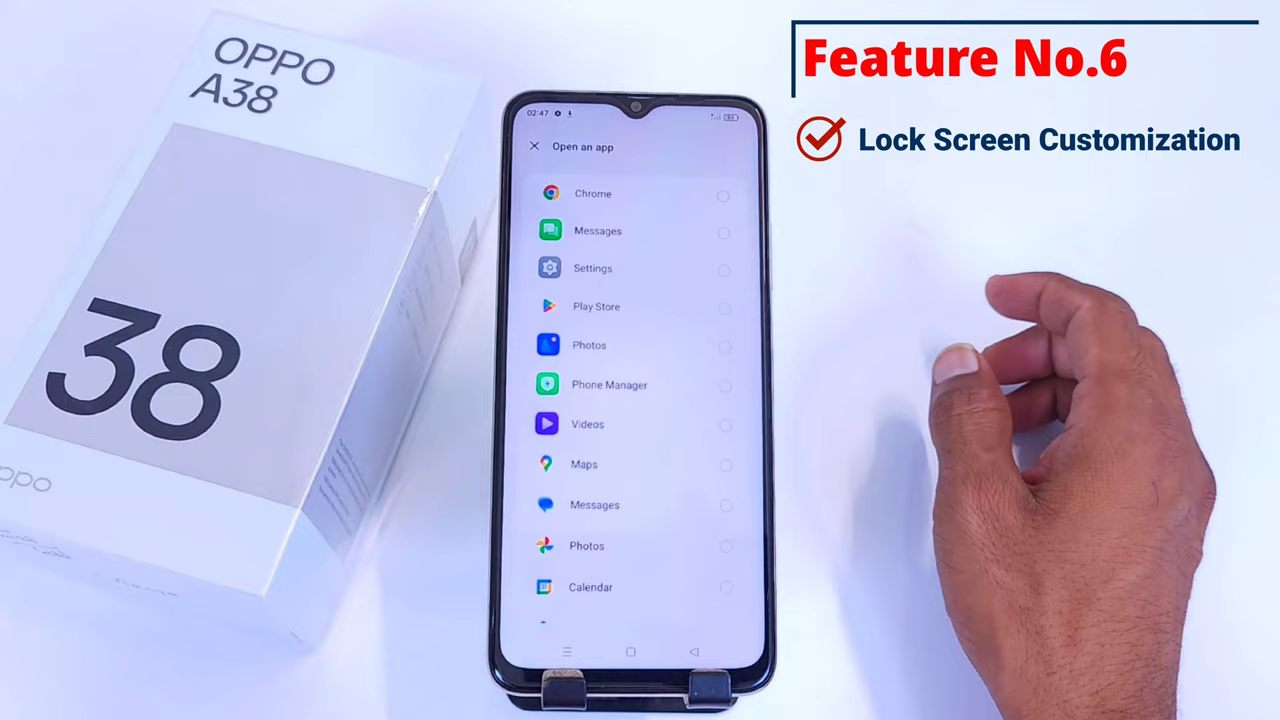 OPPO
A38
38
oppo
Feature No.6
Lock Screen Customization
02:47
Open an app
Chrome
Messages
Settings
Play Store
Photos
Phone Manager
Videos
Maps
Messages
Photos
Calendar